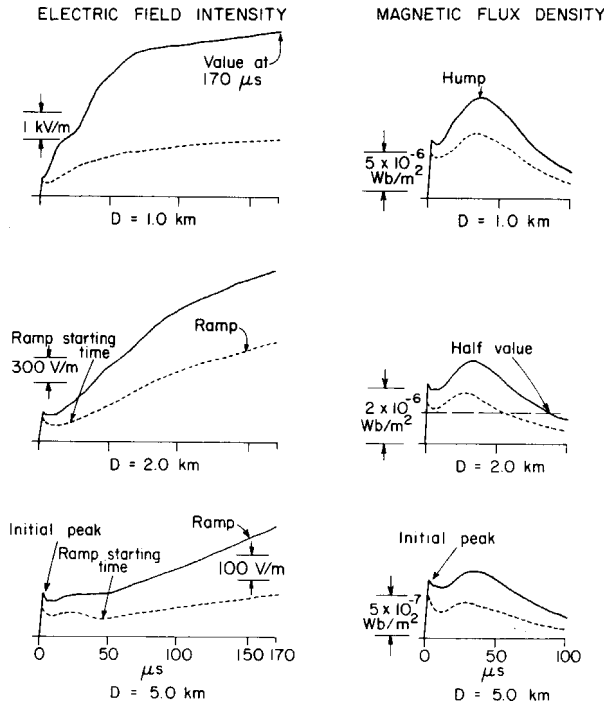 ELECTRIC FIELD INTENSITY
MAGNETIC FLUX DENSITY
Value at
170 μs
1 kV/m
D = 1.0 km
Hump
5 x 10⁻⁶
Wb/m²
D = 1.0 km
Ramp starting
time
300 V/m
Ramp
D = 2.0 km
Half value
2 x 10⁻⁶
Wb/m²
D = 2.0 km
Initial peak
Ramp starting
time
Ramp
100 V/m
0 50 100 150 170
μs
D = 5.0 km
Initial peak
5 x 10⁻⁷
Wb/m²
0 50 100
μs
D = 5.0 km